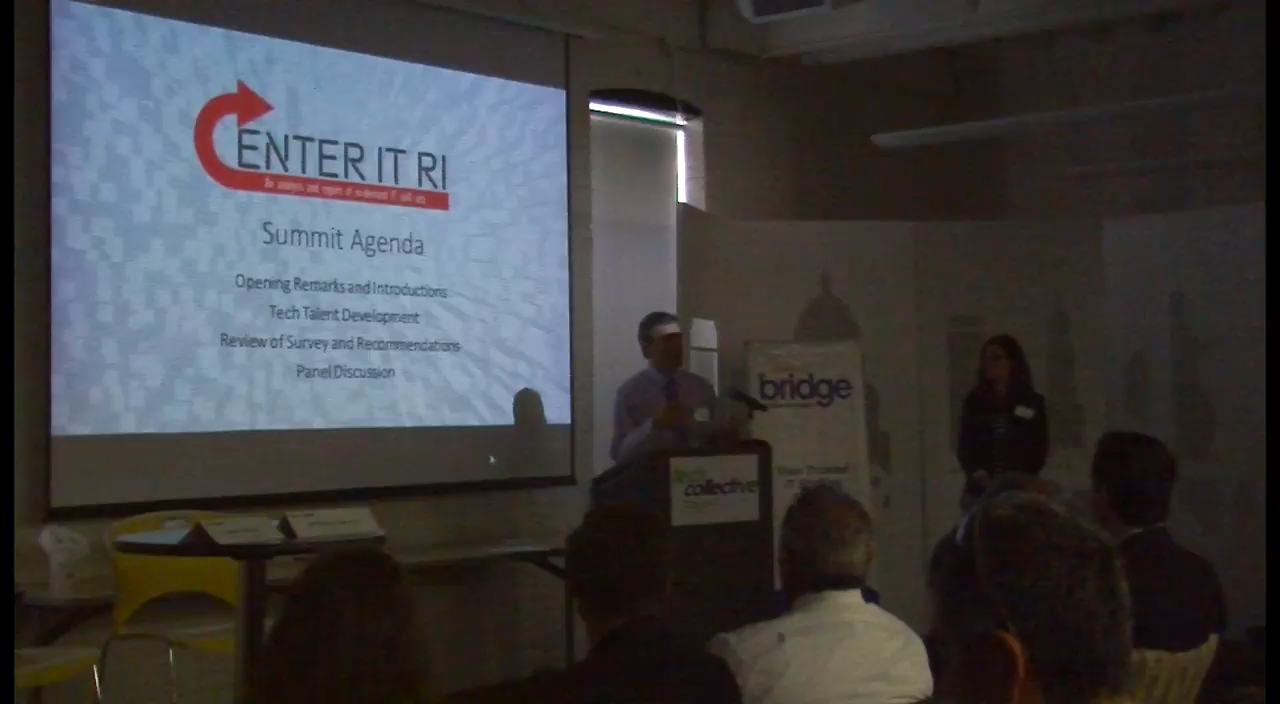 ENTER IT RI
Summit Agenda
Opening Remarks and Introductions
Tech Talent Development
Review of Survey and Recommendations
Panel Discussion
bridge
collective